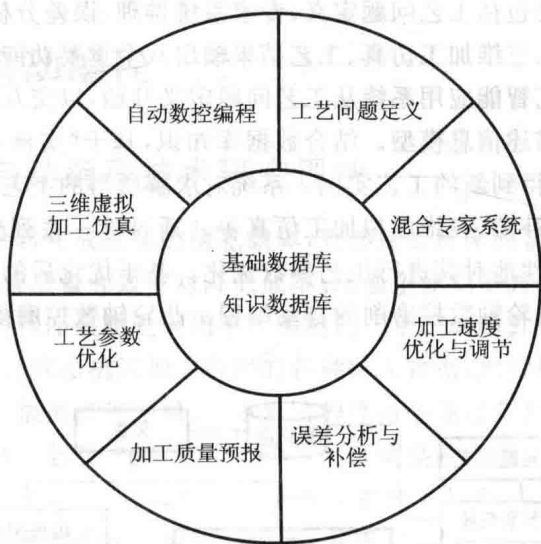 自动数控编程
工艺问题定义
三维虚拟
加工仿真
混合专家系统
基础数据库
知识数据库
工艺参数
优化
加工速度
优化与调节
加工质量预报
误差分析与
补偿